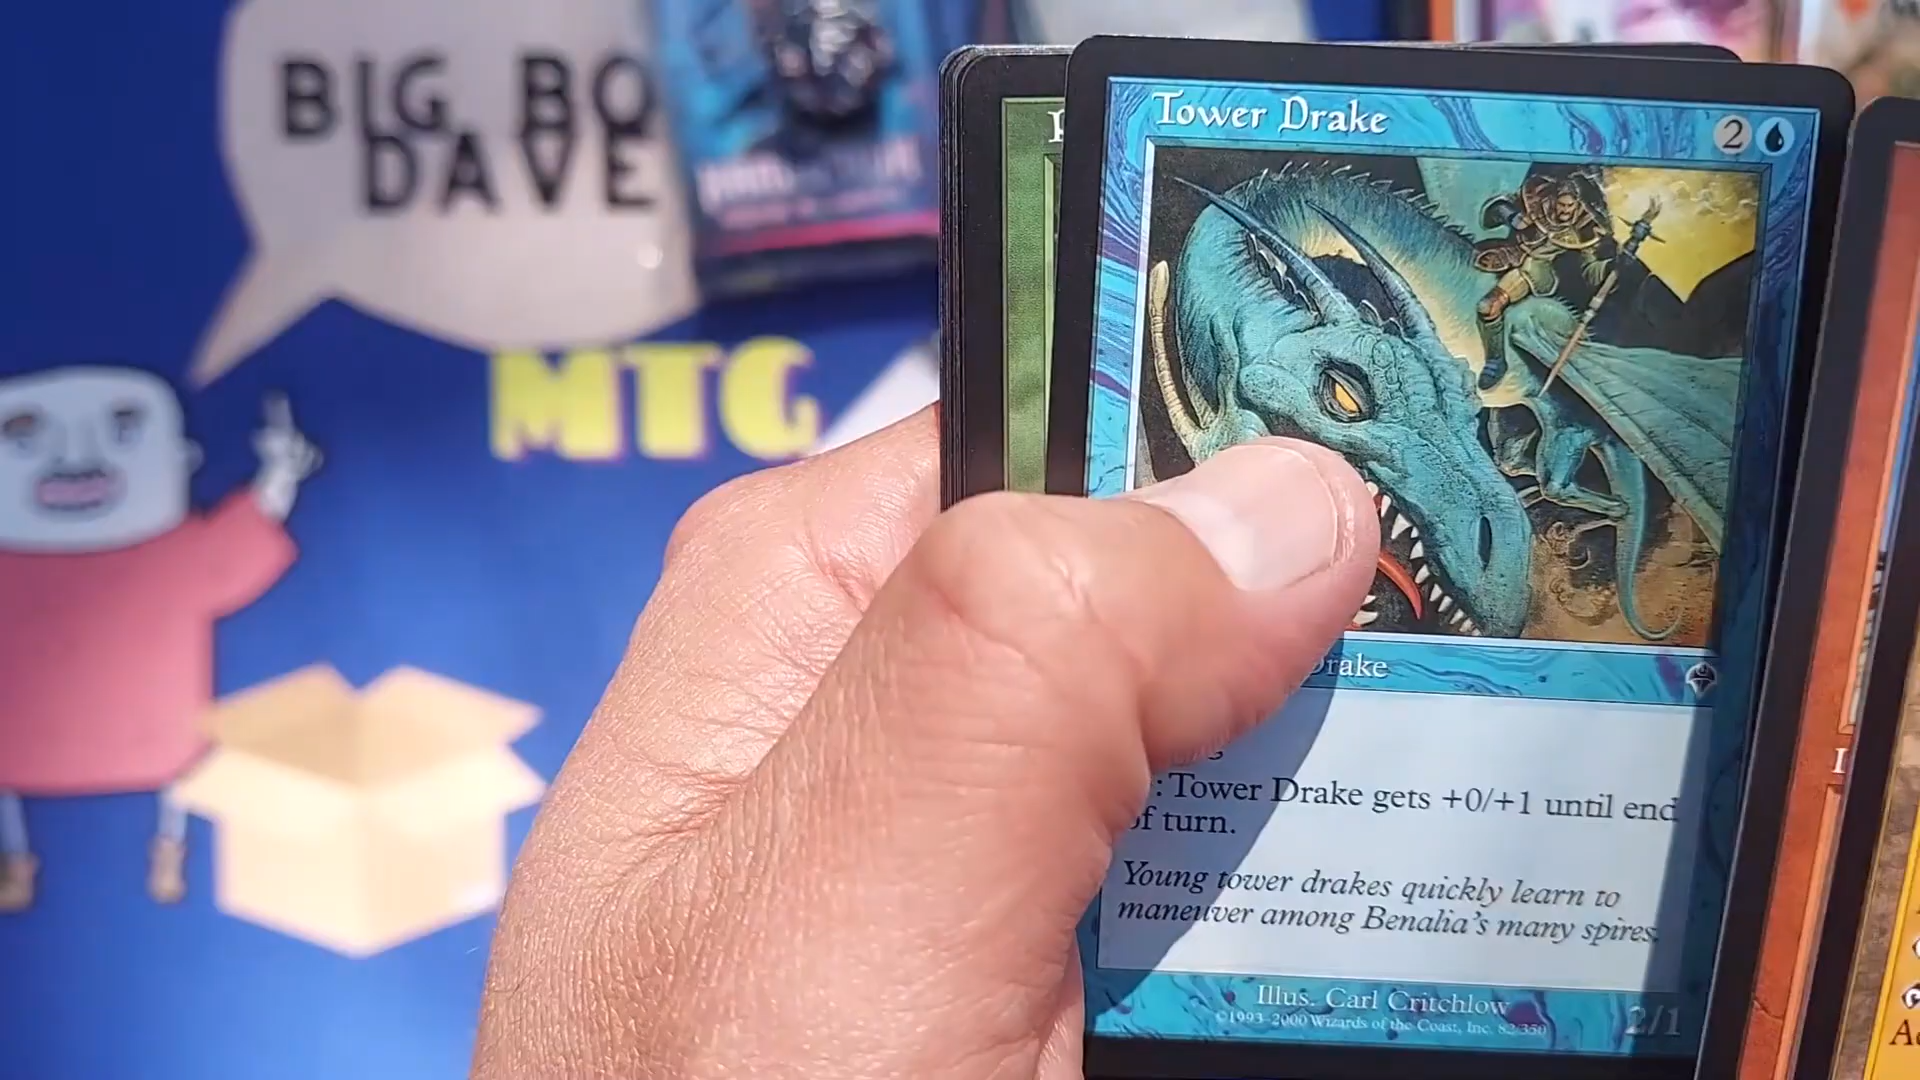 BIG BO
DAVE
MTG
Tower Drake
2
Drake
: Tower Drake gets +0/+1 until end
of turn.
Young tower drakes quickly learn to
maneuver among Benalia's many spires.
Illus. Carl Critchlow
©1993-2000 Wizards of the Coast, Inc. 82/350
2/1